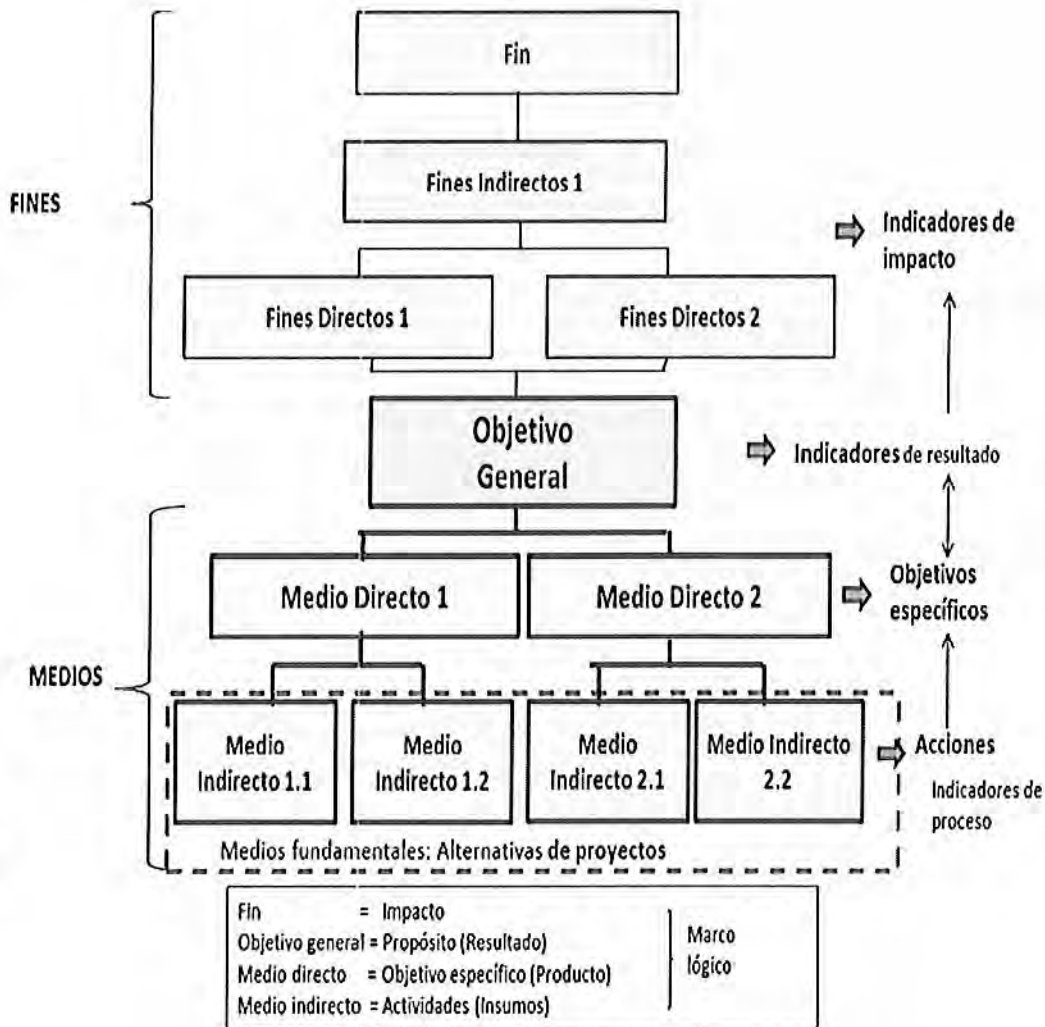 Fin
Fines Indirectos 1
FINES
Indicadores de
impacto
Fines Directos 1
Fines Directos 2
Objetivo
General
Indicadores de resultado
Medio Directo 1
Medio Directo 2
Objetivos
específicos
MEDIOS
Medio
Indirecto 1.1
Medio
Indirecto 1.2
Medio
Indirecto 2.1
Medio Indirecto
2.2
Acciones
Indicadores de
proceso
Medios fundamentales: Alternativas de proyectos
Fin = Impacto
Objetivo general = Propósito (Resultado)
Medio directo = Objetivo específico (Producto)
Medio indirecto = Actividades (Insumos)
Marco
lógico